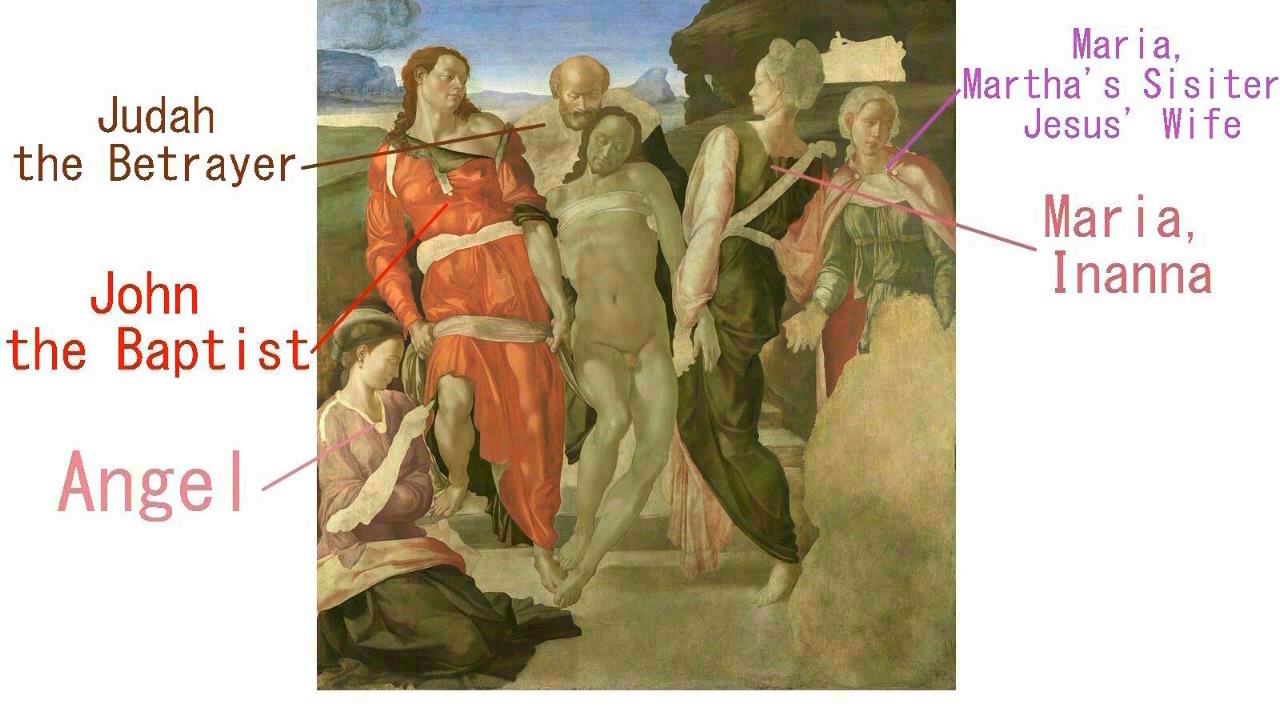 Judah
the Betrayer
John
the Baptist
Angel
Maria,
Martha's Sisiter
Jesus' Wife
Maria,
Inanna